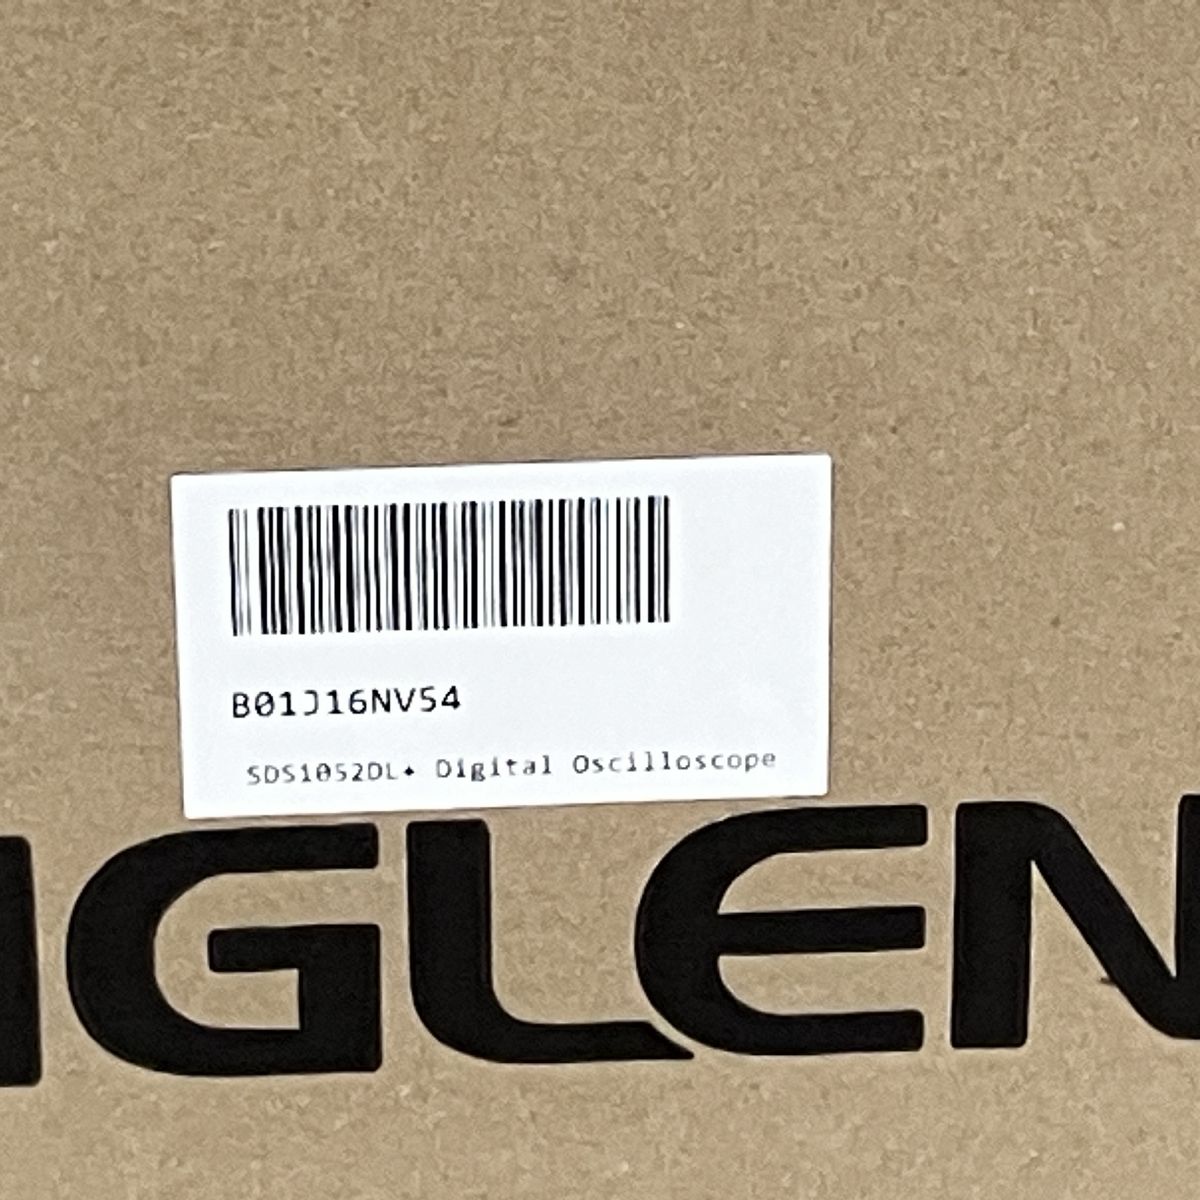 B01J16NV54
SDS1052DL+ Digital Oscilloscope
IGLEN